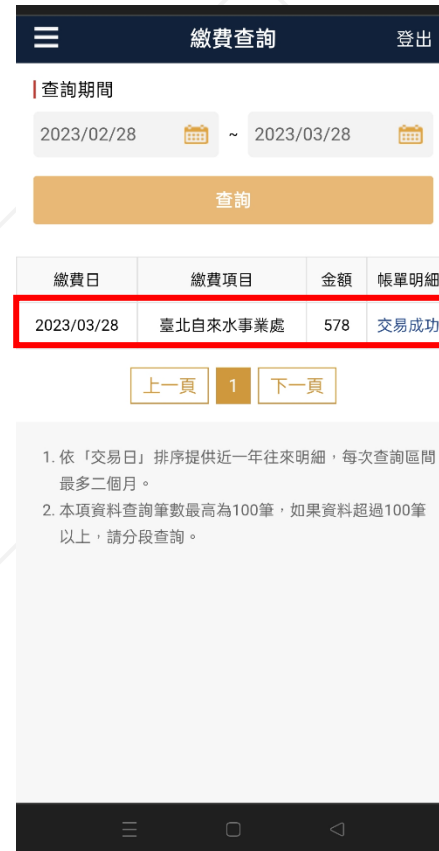 繳費查詢 登出
查詢期間
2023/02/28 ~ 2023/03/28
查詢
繳費日 繳費項目 金額 帳單明細
2023/03/28 臺北自來水事業處 578 交易成功
上一頁 1 下一頁
1. 依「交易日」排序提供近一年往來明細，每次查詢區間
最多二個月。
2. 本項資料查詢筆數最高為100筆，如果資料超過100筆
以上，請分段查詢。